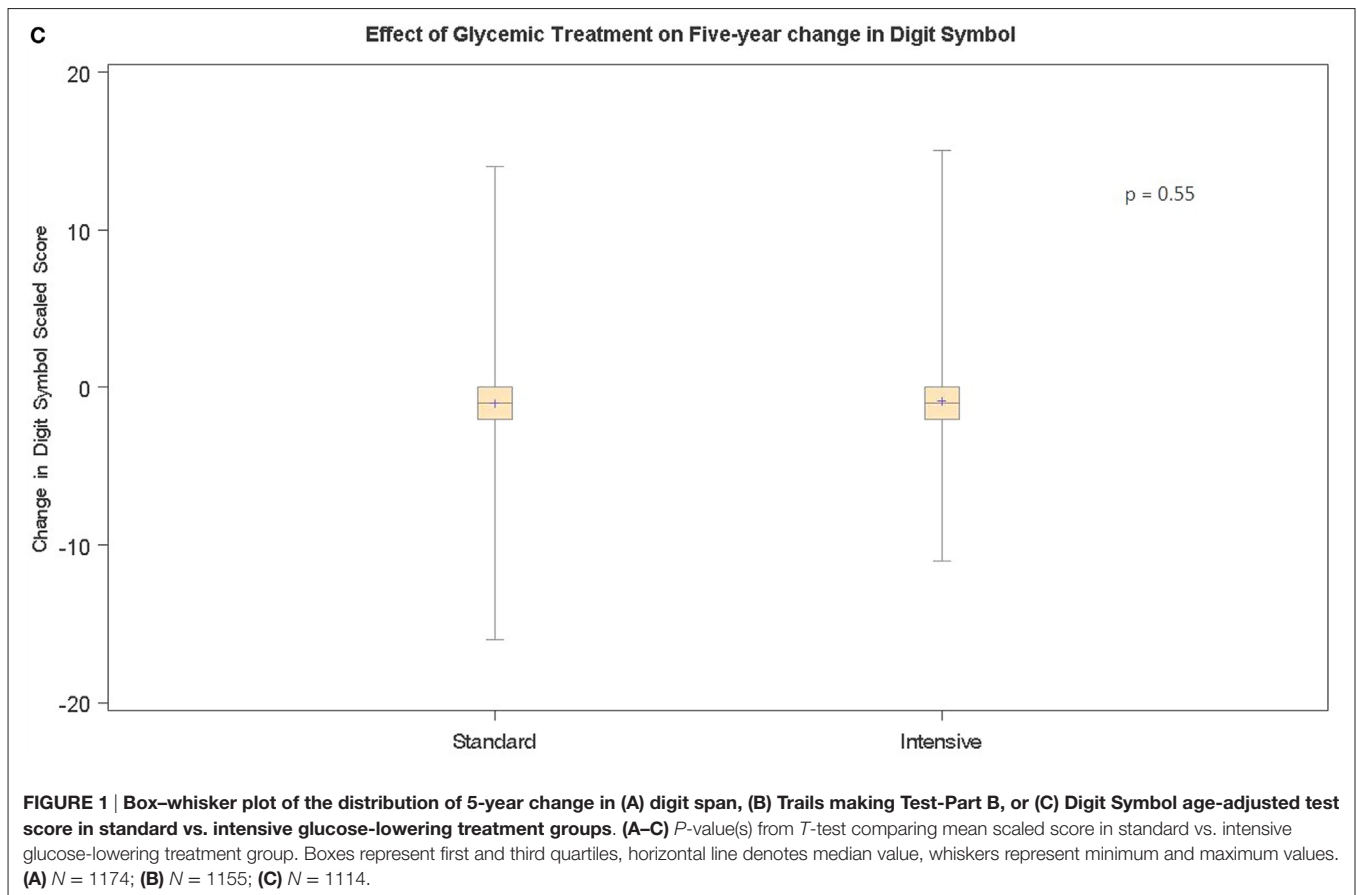 C
Effect of Glycemic Treatment on Five-year change in Digit Symbol
20
10
0
-10
-20
Change in Digit Symbol Scaled Score
p = 0.55
Standard Intensive
FIGURE 1 | Box–whisker plot of the distribution of 5-year change in (A) digit span, (B) Trails making Test-Part B, or (C) Digit Symbol age-adjusted test
score in standard vs. intensive glucose-lowering treatment groups. (A–C) P-value(s) from T-test comparing mean scaled score in standard vs. intensive
glucose-lowering treatment group. Boxes represent first and third quartiles, horizontal line denotes median value, whiskers represent minimum and maximum values.
(A) N = 1174; (B) N = 1155; (C) N = 1114.